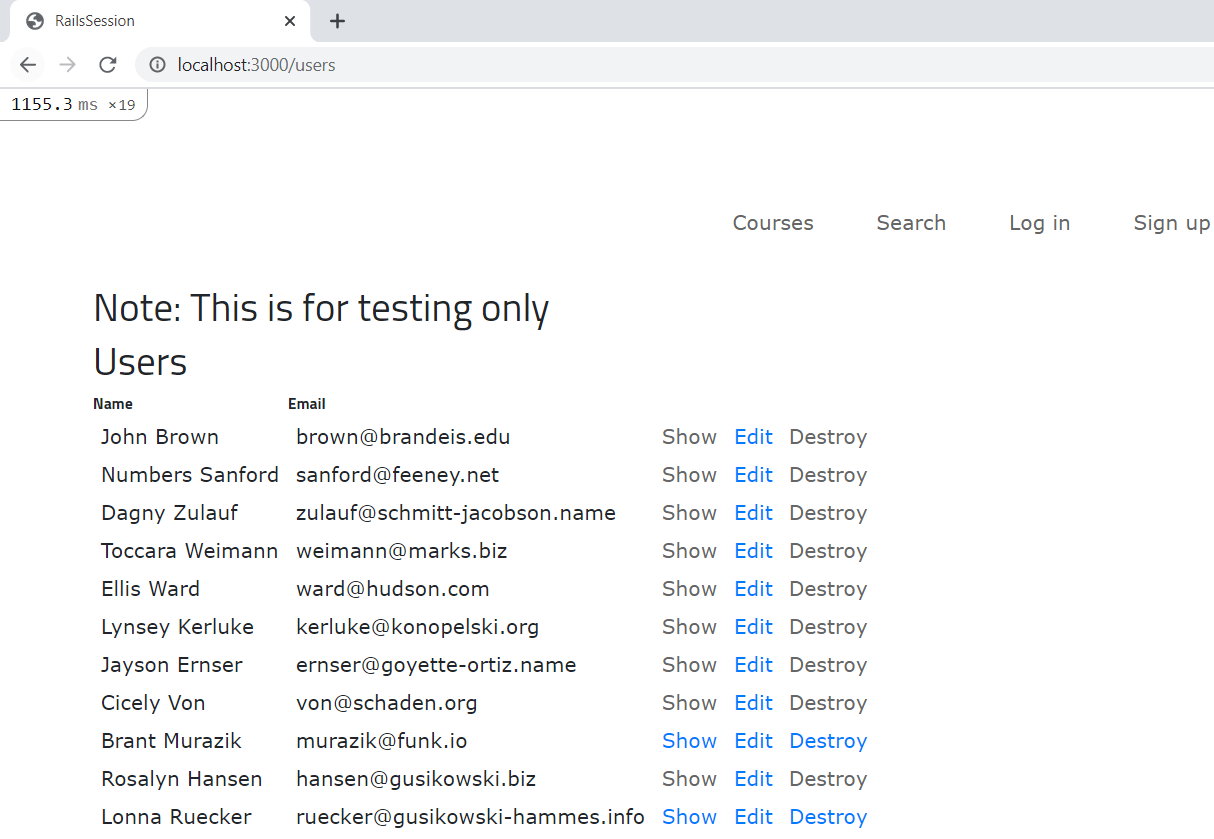 RailsSession
localhost:3000/users
1155.3 ms ×19
Courses Search Log in Sign up
Note: This is for testing only
Users
Name Email
John Brown brown@brandeis.edu Show Edit Destroy
Numbers Sanford sanford@feeney.net Show Edit Destroy
Dagny Zulauf zulauf@schmitt-jacobson.name Show Edit Destroy
Toccara Weimann weimann@marks.biz Show Edit Destroy
Ellis Ward ward@hudson.com Show Edit Destroy
Lynsey Kerluke kerluke@konopelski.org Show Edit Destroy
Jayson Ernser ernser@goyette-ortiz.name Show Edit Destroy
Cicely Von von@schaden.org Show Edit Destroy
Brant Murazik murazik@funk.io Show Edit Destroy
Rosalyn Hansen hansen@gusikowski.biz Show Edit Destroy
Lonna Ruecker ruecker@gusikowski-hammes.info Show Edit Destroy